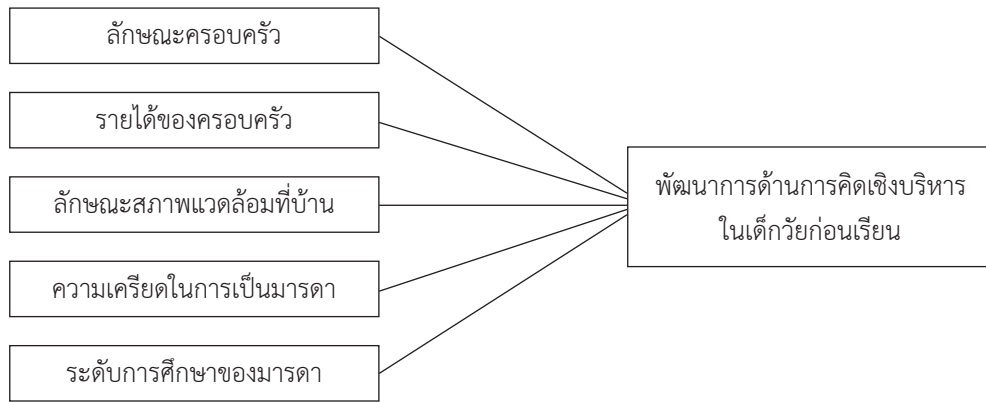 ลักษณะครอบครัว
รายได้ของครอบครัว
ลักษณะสภาพแวดล้อมที่บ้าน
ความเครียดในการเป็นมารดา
ระดับการศึกษาของมารดา
พัฒนาการด้านการคิดเชิงบริหาร
ในเด็กวัยก่อนเรียน